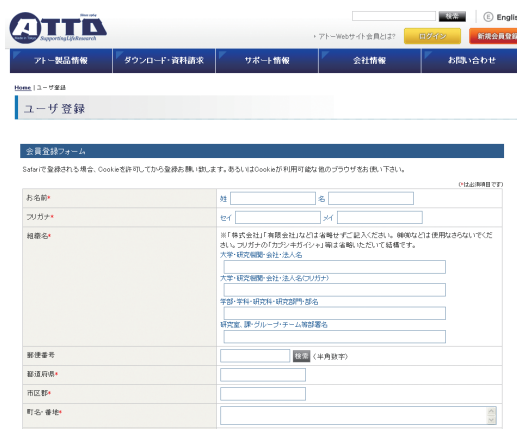 Since 1964
ATTO
Made in Tokyo SupportingLifeResearch
検索
Ⓔ Englis
› アトーWebサイト会員とは?
ログイン
新規会員登録
アトー製品情報
ダウンロード・資料請求
サポート情報
会社情報
お問い合わせ
Home | ユーザ登録
ユーザ登録
会員登録フォーム
Safariで登録される場合、Cookieを許可してから登録お願い致します。あるいはCookieが利用可能な他のブラウザをお使い下さい。
(*は必須項目です)
お名前*
姓
名
フリガナ*
セイ
メイ
組織名*
※「株式会社」「有限会社」などは省略せずご記入ください。㈱㈲などは使用なさらないでくだ
さい。フリガナの「カブシキガイシャ」等は省略いただいて結構です。
大学・研究機関・会社・法人名
大学・研究機関・会社・法人名(フリガナ)
学部・学科・研究科・研究部門・部名
研究室、課・グループ・チーム等部署名
郵便番号
検索 (半角数字)
都道府県*
市区郡*
町名・番地*